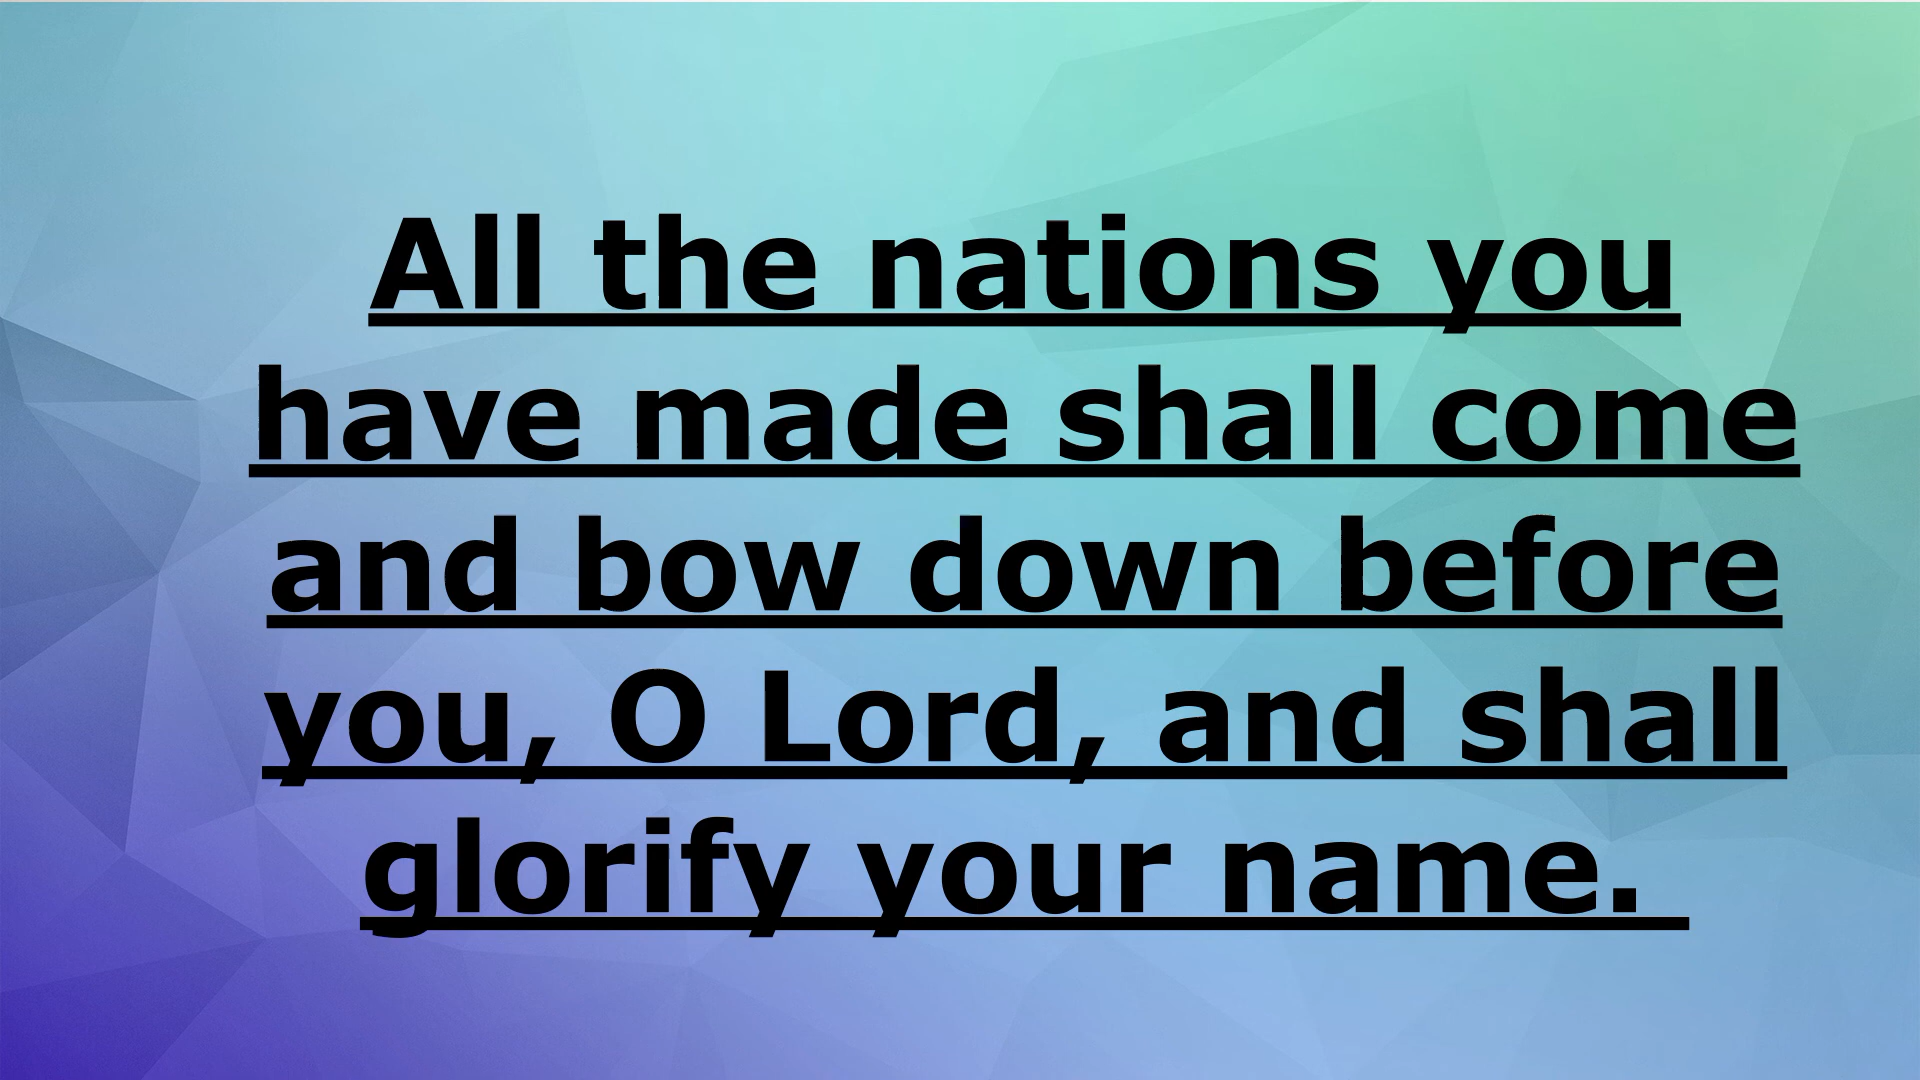 All the nations you
have made shall come
and bow down before
you, O Lord, and shall
glorify your name.